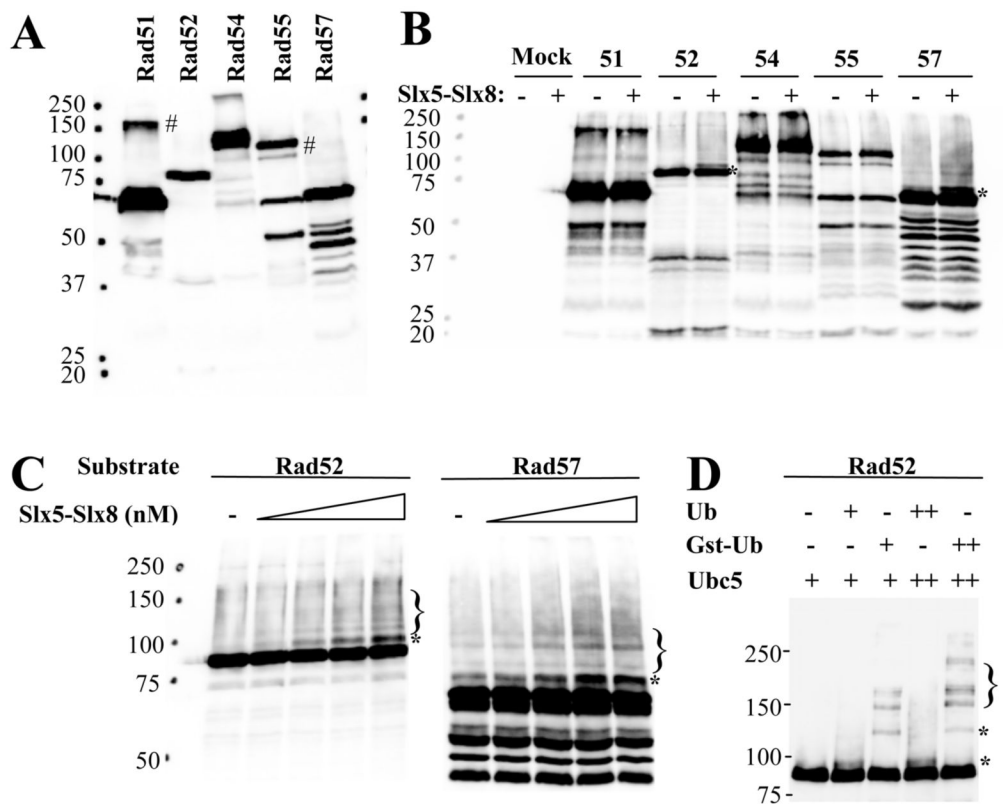 A
Rad51 Rad52 Rad54 Rad55 Rad57
250
150
100
75
50
37
25
20
#
#
B
Mock 51 52 54 55 57
Slx5-Slx8: - + - + - + - + - + - +
250
150
100
75
50
37
25
20
*
*
C
Substrate Rad52 Rad57
Slx5-Slx8 (nM) - -
250
150
100
75
50
}
*
}
*
D
Rad52
Ub - + - ++ -
Gst-Ub - - + - ++
Ubc5 + + + ++ ++
250
150
100
75
}
*
*